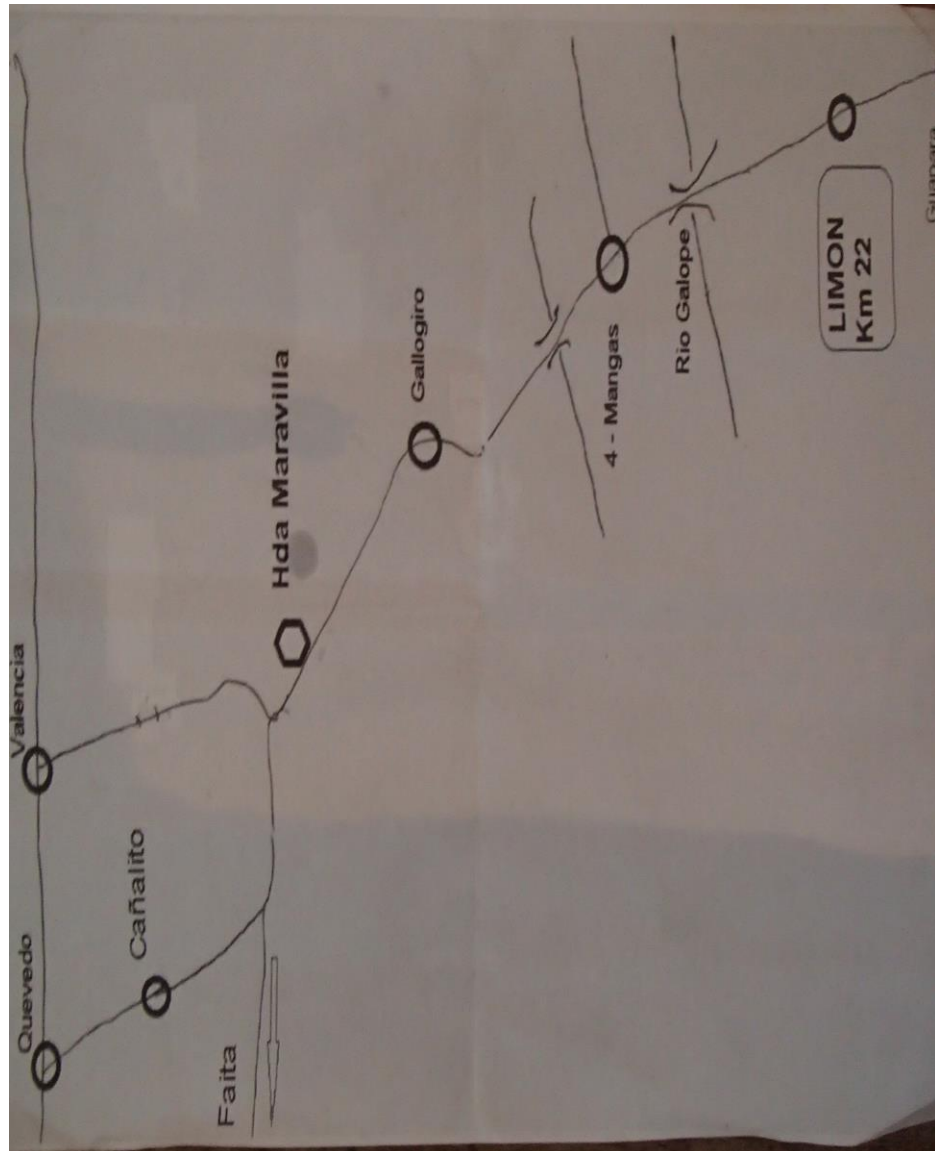 Quevedo
Valencia
Cañalito
Faita
Hda Maravilla
Gallogiro
4 - Mangas
Rio Galope
LIMON
Km 22